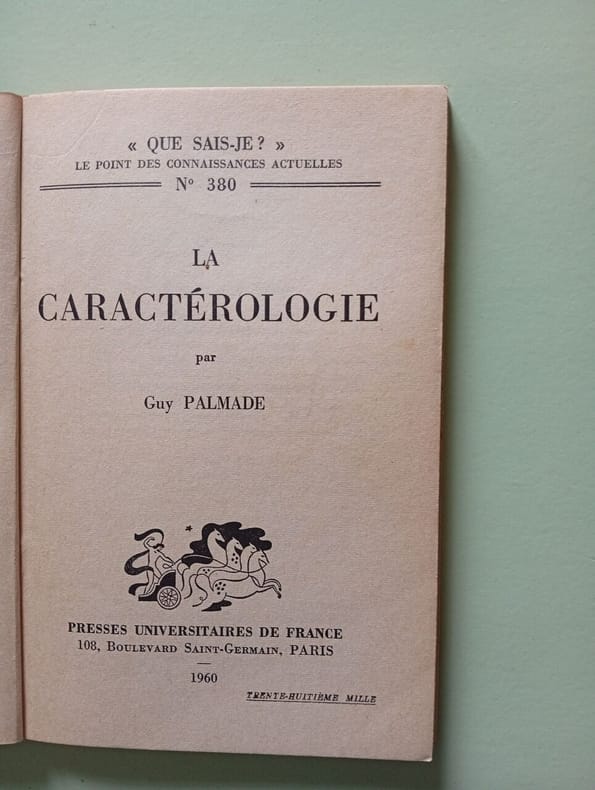 « QUE SAIS-JE ? »
LE POINT DES CONNAISSANCES ACTUELLES
Nº 380
LA
CARACTÉROLOGIE
par
Guy PALMADE
PRESSES UNIVERSITAIRES DE FRANCE
108, BOULEVARD SAINT-GERMAIN, PARIS
1960
TRENTE-HUITIÈME MILLE